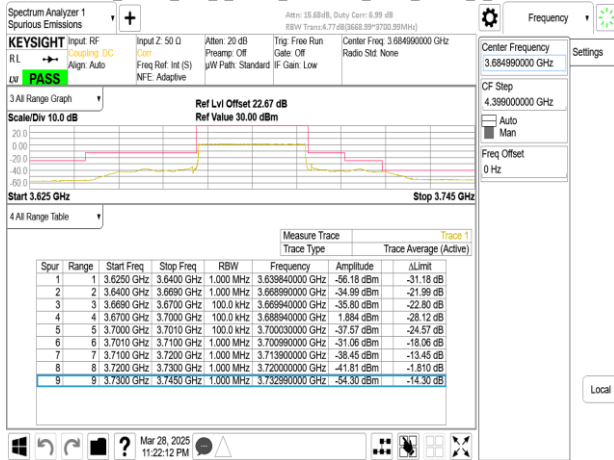 Spectrum Analyzer 1
Spurious Emissions
Attn: 15.68dB, Duty Corr: 6.99 dB
RBW Trans:4.77dB(3668.99~3700.99MHz)
Frequency
KEYSIGHT
Input: RF
Coupling: DC
Align: Auto
Input Z: 50 Ω
Corr
Freq Ref: Int (S)
NFE: Adaptive
Atten: 20 dB
Preamp: Off
µW Path: Standard
Trig: Free Run
Gate: Off
IF Gain: Low
Center Freq: 3.684990000 GHz
Radio Std: None
RL
LXI
PASS
Center Frequency
3.684990000 GHz
Settings
CF Step
4.399000000 GHz
Auto
Man
Freq Offset
0 Hz
Local
3 All Range Graph
Scale/Div 10.0 dB
Ref Lvl Offset 22.67 dB
Ref Value 30.00 dBm
20.0
0.00
-20.0
-40.0
-60.0
Start 3.625 GHz
Stop 3.745 GHz
4 All Range Table
Measure Trace Trace 1
Trace Type Trace Average (Active)
Spur Range Start Freq Stop Freq RBW Frequency Amplitude ΔLimit
1 1 3.6250 GHz 3.6400 GHz 1.000 MHz 3.639840000 GHz -56.18 dBm -31.18 dB
2 2 3.6400 GHz 3.6690 GHz 1.000 MHz 3.668990000 GHz -34.99 dBm -21.99 dB
3 3 3.6690 GHz 3.6700 GHz 100.0 kHz 3.669940000 GHz -35.80 dBm -22.80 dB
4 4 3.6700 GHz 3.7000 GHz 100.0 kHz 3.688940000 GHz 1.884 dBm -28.12 dB
5 5 3.7000 GHz 3.7010 GHz 100.0 kHz 3.700030000 GHz -37.57 dBm -24.57 dB
6 6 3.7010 GHz 3.7100 GHz 1.000 MHz 3.700990000 GHz -31.06 dBm -18.06 dB
7 7 3.7100 GHz 3.7200 GHz 1.000 MHz 3.713900000 GHz -38.45 dBm -13.45 dB
8 8 3.7200 GHz 3.7300 GHz 1.000 MHz 3.720000000 GHz -41.81 dBm -1.810 dB
9 9 3.7300 GHz 3.7450 GHz 1.000 MHz 3.732990000 GHz -54.30 dBm -14.30 dB
?
Mar 28, 2025
11:22:12 PM